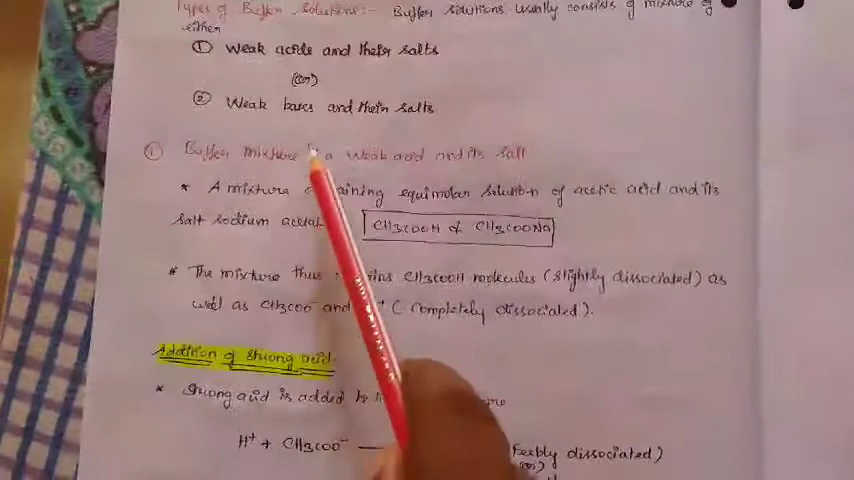 Types of Buffer Solutions:- Buffer solutions usually consists of mixture of
either
① Weak acids and their salts
(or)
② Weak bases and their salts
① Buffer mixture a weak acid and its salt
* A mixture equimolar solution of acetic acid and its
salt sodium CH3COOH & CH3COONa
* The mixture thus CH3COOH molecules (slightly dissociated) as
well as CH3COO- and + (completely dissociated).
Addition of strong acid:
* Strong acid is added to
H+ + CH3COO- — Feebly dissociated)
(or)